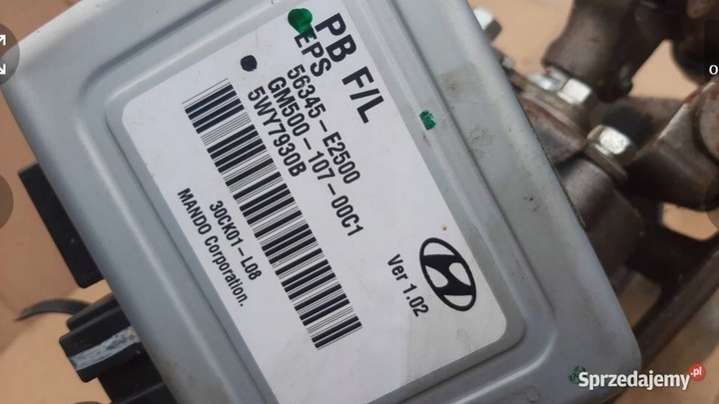 PB F/L
EPS
56345-E2500
GM500-107-00C1
5WY7930B
30CK01-L08
MANDO Corporation.
Ver 1.02
Sprzedajemy.pl